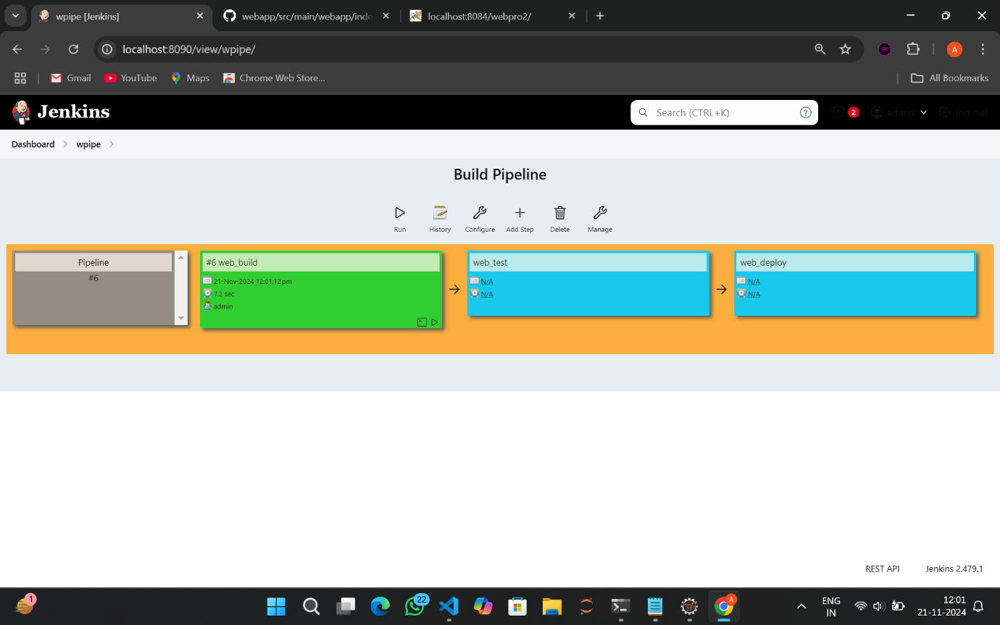 wpipe [Jenkins]
webapp/src/main/webapp/inde
localhost:8084/webpro2/
localhost:8090/view/wpipe/
GR
A
Gmail
YouTube
Maps
Chrome Web Store...
All Bookmarks
Jenkins
Search (CTRL+K)
?
2
admin
log out
Dashboard
wpipe
Build Pipeline
Run
History
Configure
Add Step
Delete
Manage
Pipeline
#6
#6 web_build
21-Nov-2024 12:01:12 pm
7.2 sec
admin
web_test
N/A
N/A
web_deploy
N/A
N/A
REST API
Jenkins 2.479.1
1
22
A
ENG
IN
12:01
21-11-2024